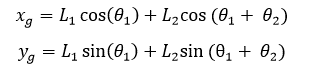 x_g = L_1 cos(θ_1) + L_2 cos (θ_1 + θ_2)
y_g = L_1 sin(θ_1) + L_2 sin (θ_1 + θ_2)